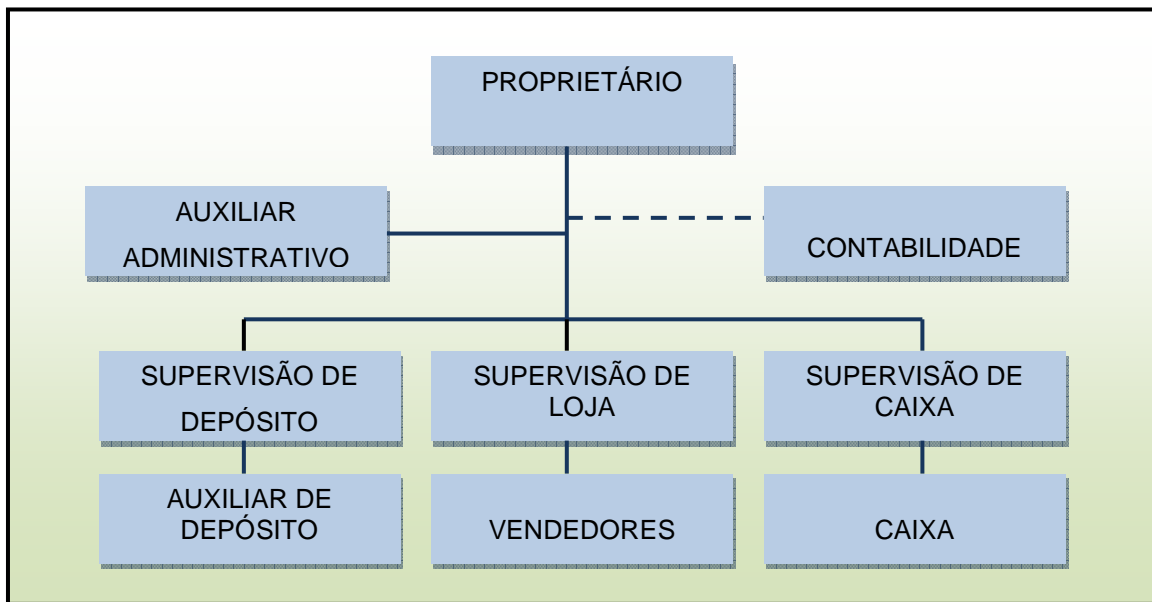 PROPRIETÁRIO
AUXILIAR
ADMINISTRATIVO
CONTABILIDADE
SUPERVISÃO DE
DEPÓSITO
SUPERVISÃO DE
LOJA
SUPERVISÃO DE
CAIXA
AUXILIAR DE
DEPÓSITO
VENDEDORES
CAIXA